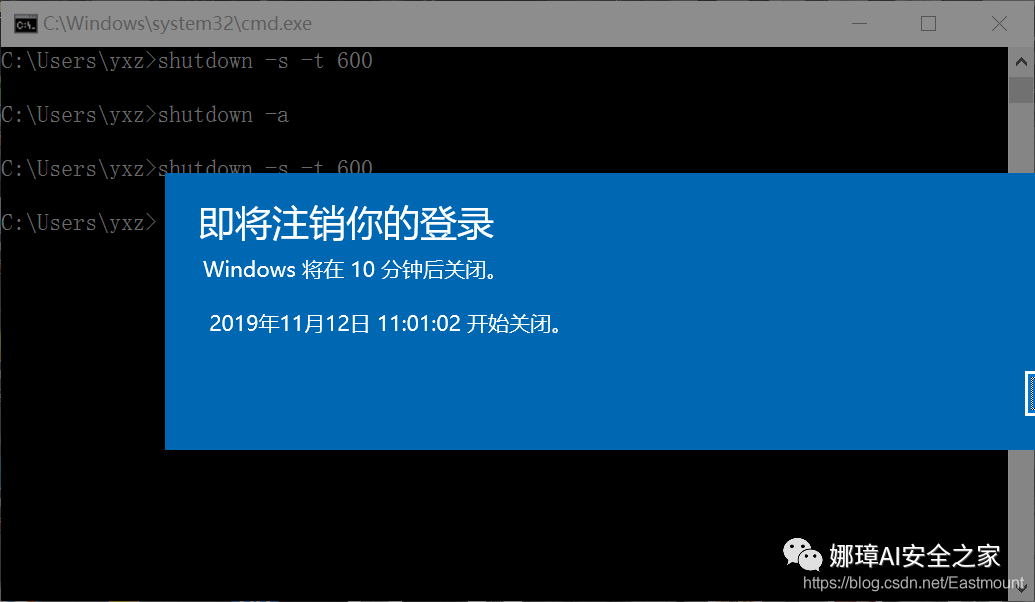 C:\Windows\system32\cmd.exe
C:\Users\yxz>shutdown -s -t 600
C:\Users\yxz>shutdown -a
C:\Users\yxz>shutdown -s -t 600
C:\Users\yxz>
即将注销你的登录
Windows 将在 10 分钟后关闭。
2019年11月12日 11:01:02 开始关闭。
娜璋AI安全之家
https://blog.csdn.net/Eastmount